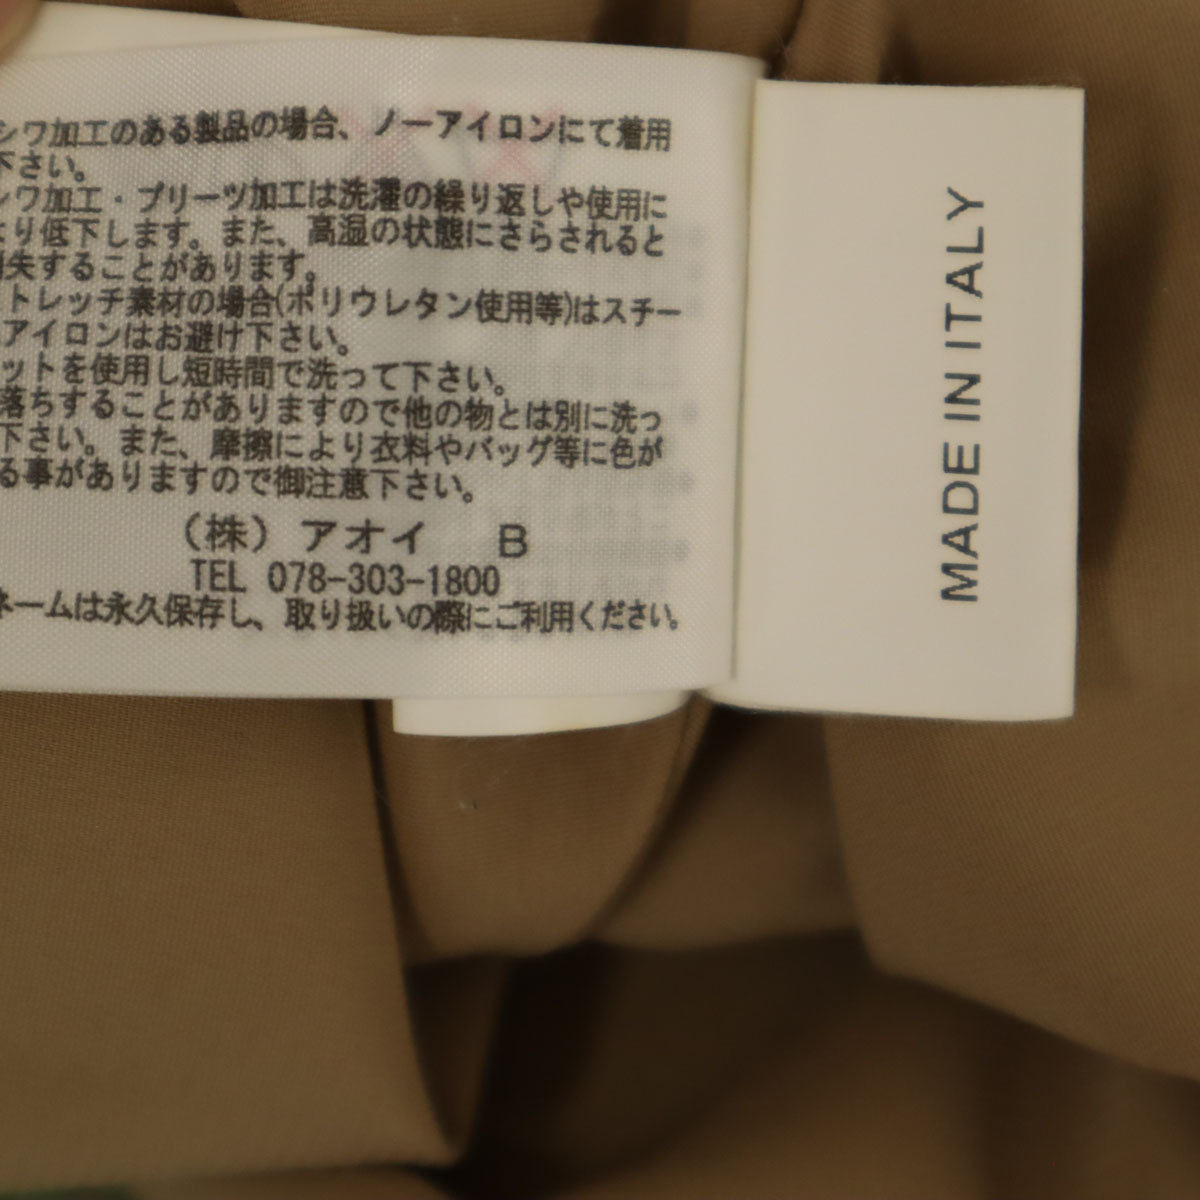 シワ加工のある製品の場合、ノーアイロンにて着用
下さい。
シワ加工・プリーツ加工は洗濯の繰り返しや使用に
より低下します。また、高湿の状態にさらされると
消失することがあります。
トレッチ素材の場合(ポリウレタン使用等)はスチー
アイロンはお避け下さい。
ットを使用し短時間で洗って下さい。
落ちすることがありますので他の物とは別に洗っ
下さい。また、摩擦により衣料やバッグ等に色が
る事がありますので御注意下さい。
(株) アオイ B
TEL 078-303-1800
ネームは永久保存し、取り扱いの際にご利用ください。
MADE IN ITALY